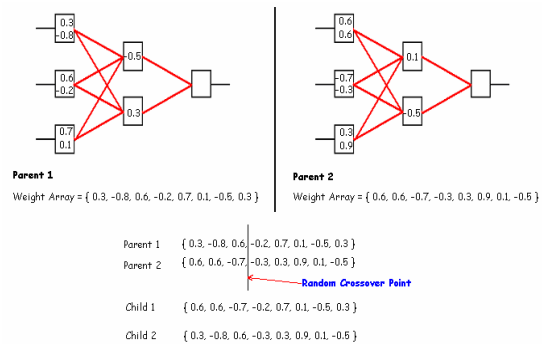 0.3
-0.8
0.6
-0.2
0.7
0.1
-0.5
0.3
Parent 1
Weight Array = { 0.3, -0.8, 0.6, -0.2, 0.7, 0.1, -0.5, 0.3 }
0.6
0.6
-0.7
-0.3
0.3
0.9
0.1
-0.5
Parent 2
Weight Array = { 0.6, 0.6, -0.7, -0.3, 0.3, 0.9, 0.1, -0.5 }
Parent 1 { 0.3, -0.8, 0.6, -0.2, 0.7, 0.1, -0.5, 0.3 }
Parent 2 { 0.6, 0.6, -0.7, -0.3, 0.3, 0.9, 0.1, -0.5 }
Random Crossover Point
Child 1 { 0.6, 0.6, -0.7, -0.2, 0.7, 0.1, -0.5, 0.3 }
Child 2 { 0.3, -0.8, 0.6, -0.3, 0.3, 0.9, 0.1, -0.5 }